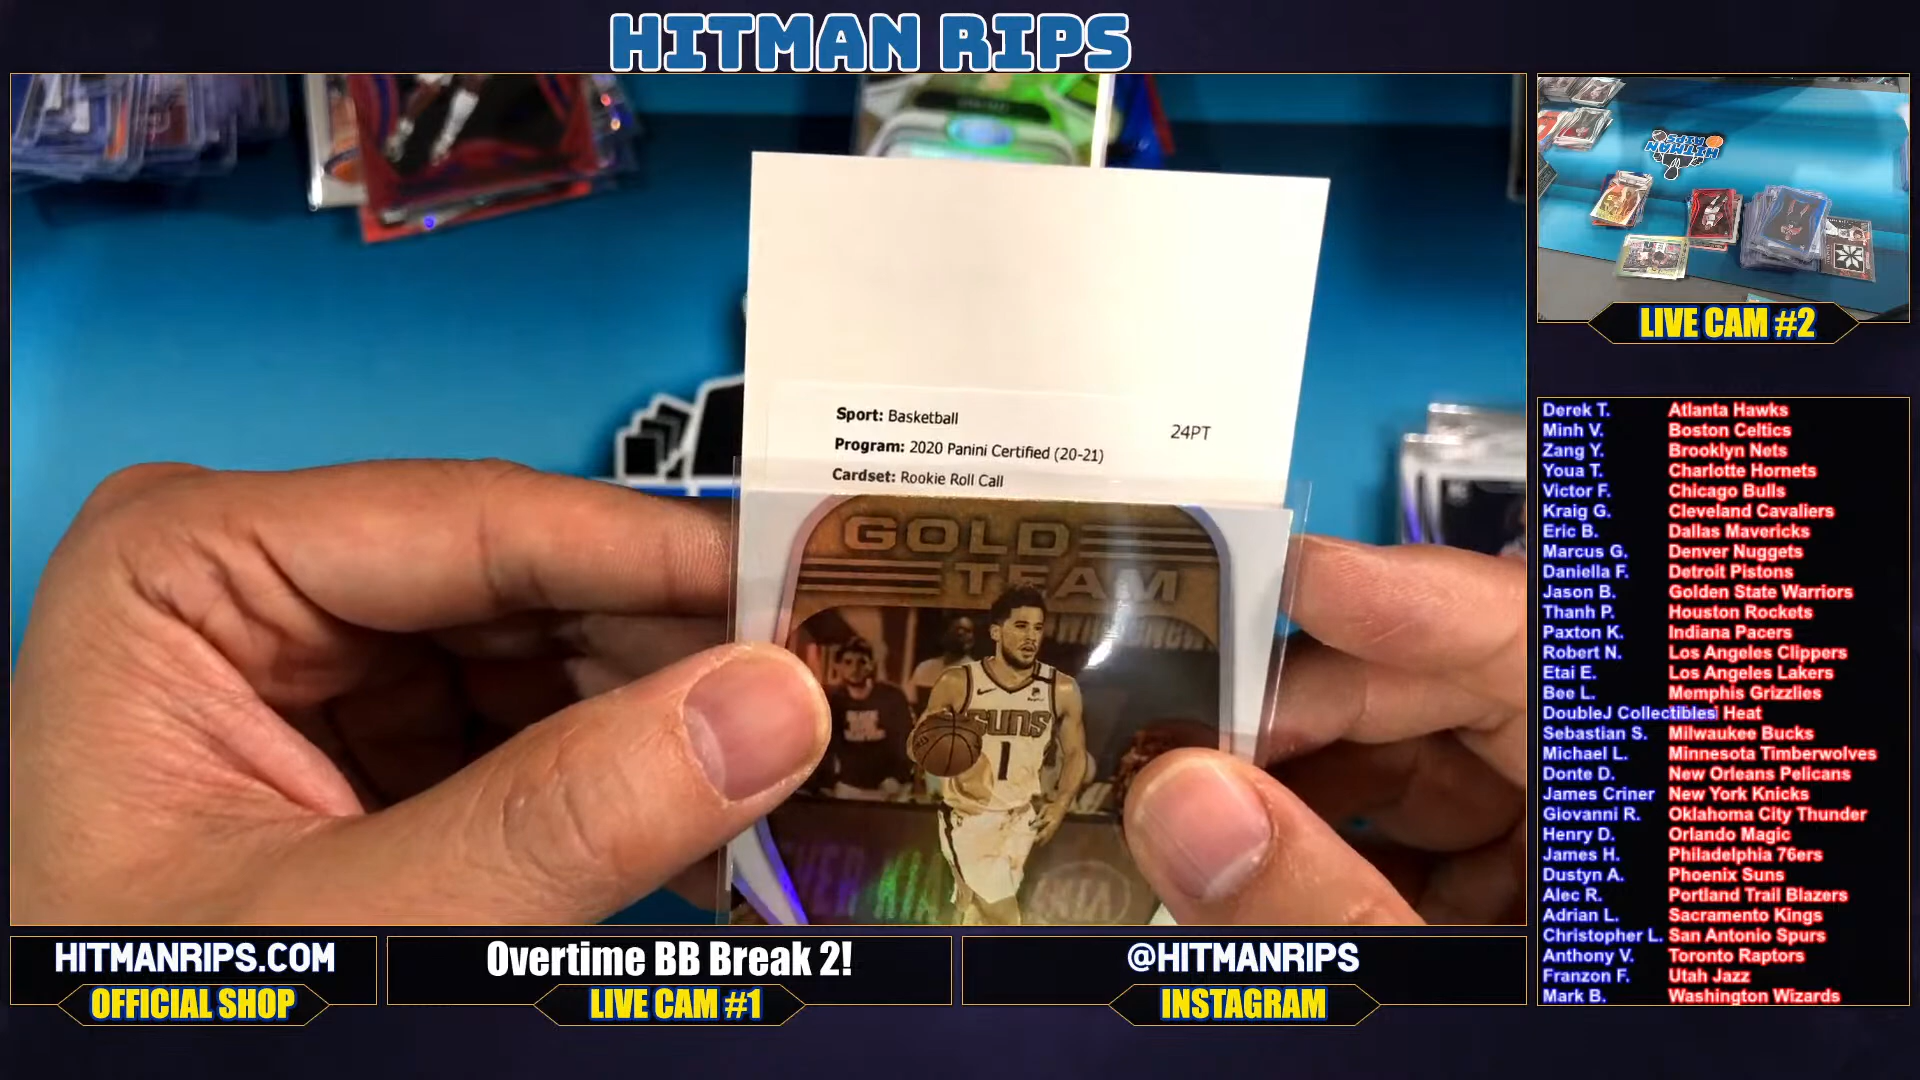 HITMAN RIPS
Sport: Basketball
24PT
Program: 2020 Panini Certified (20-21)
Cardset: Rookie Roll Call
GOLD
TEAM
SUNS
1
KIA
HITMAN
RIPS
LIVE CAM #2
Derek T. Atlanta Hawks
Minh V. Boston Celtics
Zang Y. Brooklyn Nets
Youa T. Charlotte Hornets
Victor F. Chicago Bulls
Kraig G. Cleveland Cavaliers
Eric B. Dallas Mavericks
Marcus G. Denver Nuggets
Daniella F. Detroit Pistons
Jason B. Golden State Warriors
Thanh P. Houston Rockets
Paxton K. Indiana Pacers
Robert N. Los Angeles Clippers
Etai E. Los Angeles Lakers
Bee L. Memphis Grizzlies
DoubleJ Collectibles Heat
Sebastian S. Milwaukee Bucks
Michael L. Minnesota Timberwolves
Donte D. New Orleans Pelicans
James Criner New York Knicks
Giovanni R. Oklahoma City Thunder
Henry D. Orlando Magic
James H. Philadelphia 76ers
Dustyn A. Phoenix Suns
Alec R. Portland Trail Blazers
Adrian L. Sacramento Kings
Christopher L. San Antonio Spurs
Anthony V. Toronto Raptors
Franzon F. Utah Jazz
Mark B. Washington Wizards
HITMANRIPS.COM
OFFICIAL SHOP
Overtime BB Break 2!
LIVE CAM #1
@HITMANRIPS
INSTAGRAM